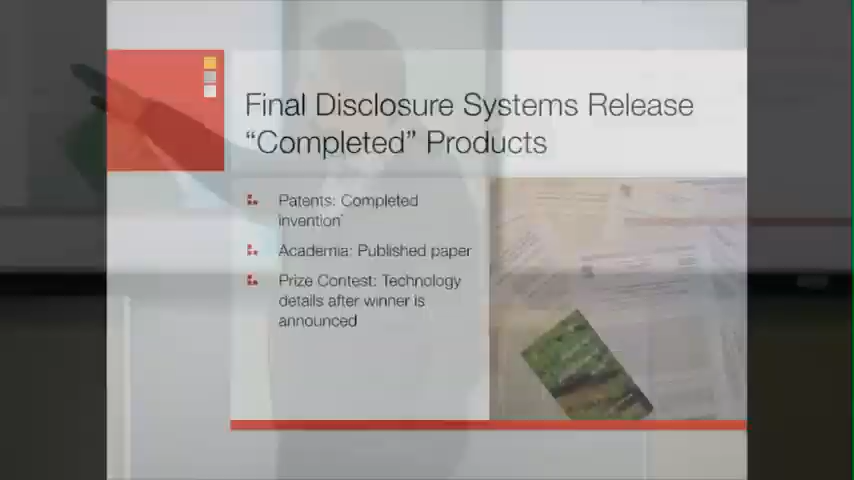 Final Disclosure Systems Release
“Completed” Products
Patents: Completed
invention
Academia: Published paper
Prize Contest: Technology
details after winner is
announced